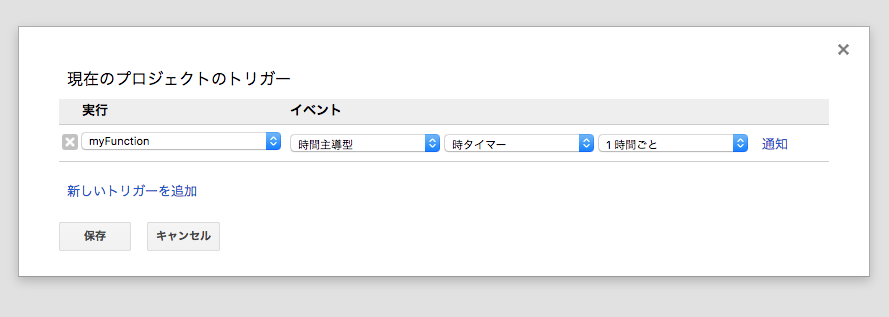 現在のプロジェクトのトリガー
実行 イベント
myFunction 時間主導型 時タイマー 1 時間ごと 通知
新しいトリガーを追加
保存 キャンセル